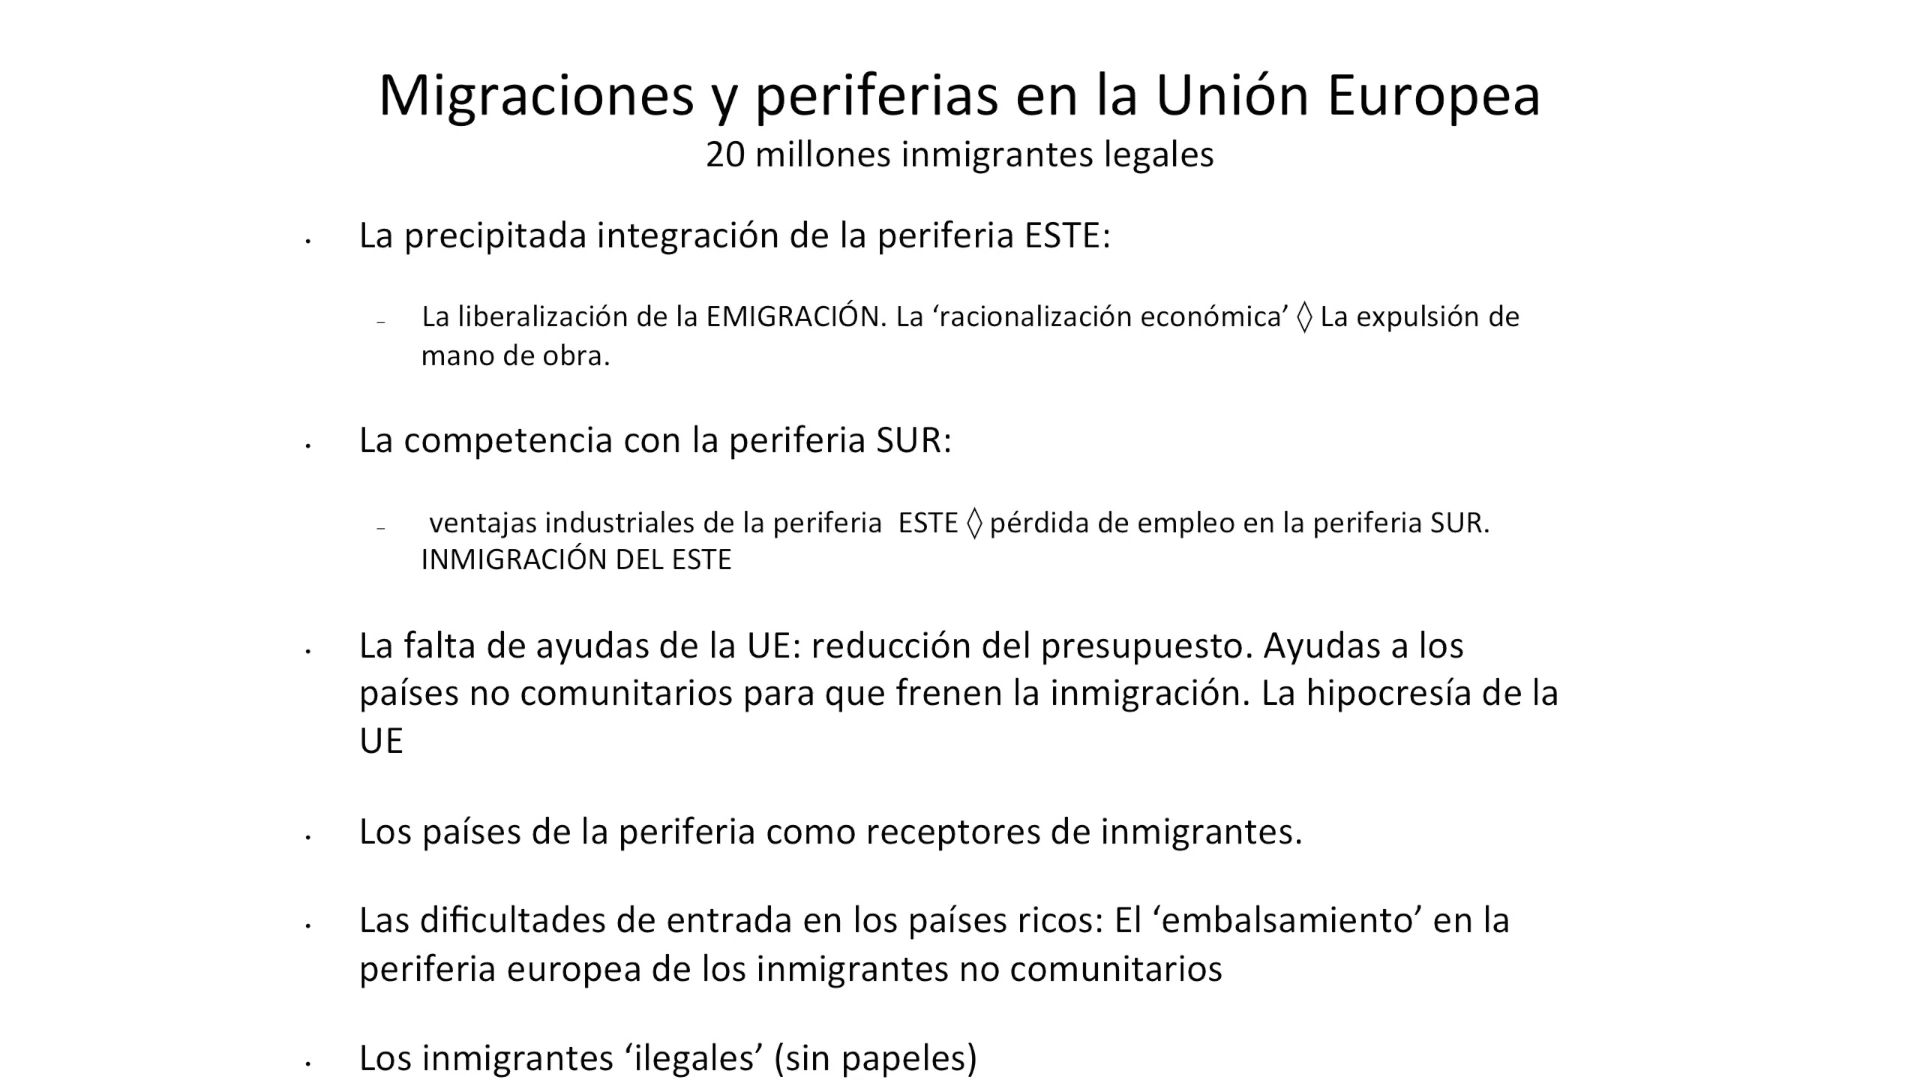 Migraciones y periferias en la Unión Europea
20 millones inmigrantes legales
• La precipitada integración de la periferia ESTE:
– La liberalización de la EMIGRACIÓN. La ‘racionalización económica’ ◊ La expulsión de
mano de obra.
• La competencia con la periferia SUR:
– ventajas industriales de la periferia ESTE ◊ pérdida de empleo en la periferia SUR.
INMIGRACIÓN DEL ESTE
• La falta de ayudas de la UE: reducción del presupuesto. Ayudas a los
países no comunitarios para que frenen la inmigración. La hipocresía de la
UE
• Los países de la periferia como receptores de inmigrantes.
• Las dificultades de entrada en los países ricos: El ‘embalsamiento’ en la
periferia europea de los inmigrantes no comunitarios
• Los inmigrantes ‘ilegales’ (sin papeles)